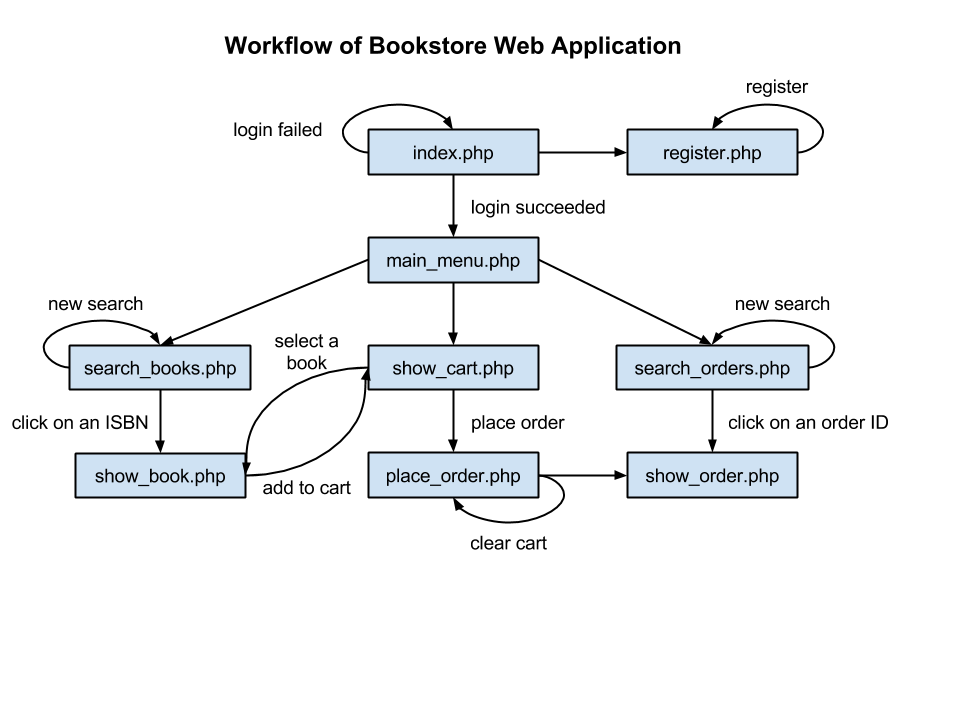 Workflow of Bookstore Web Application
register
login failed
index.php
register.php
login succeeded
main_menu.php
new search
new search
select a
book
search_books.php
show_cart.php
search_orders.php
click on an ISBN
place order
click on an order ID
show_book.php
add to cart
place_order.php
show_order.php
clear cart